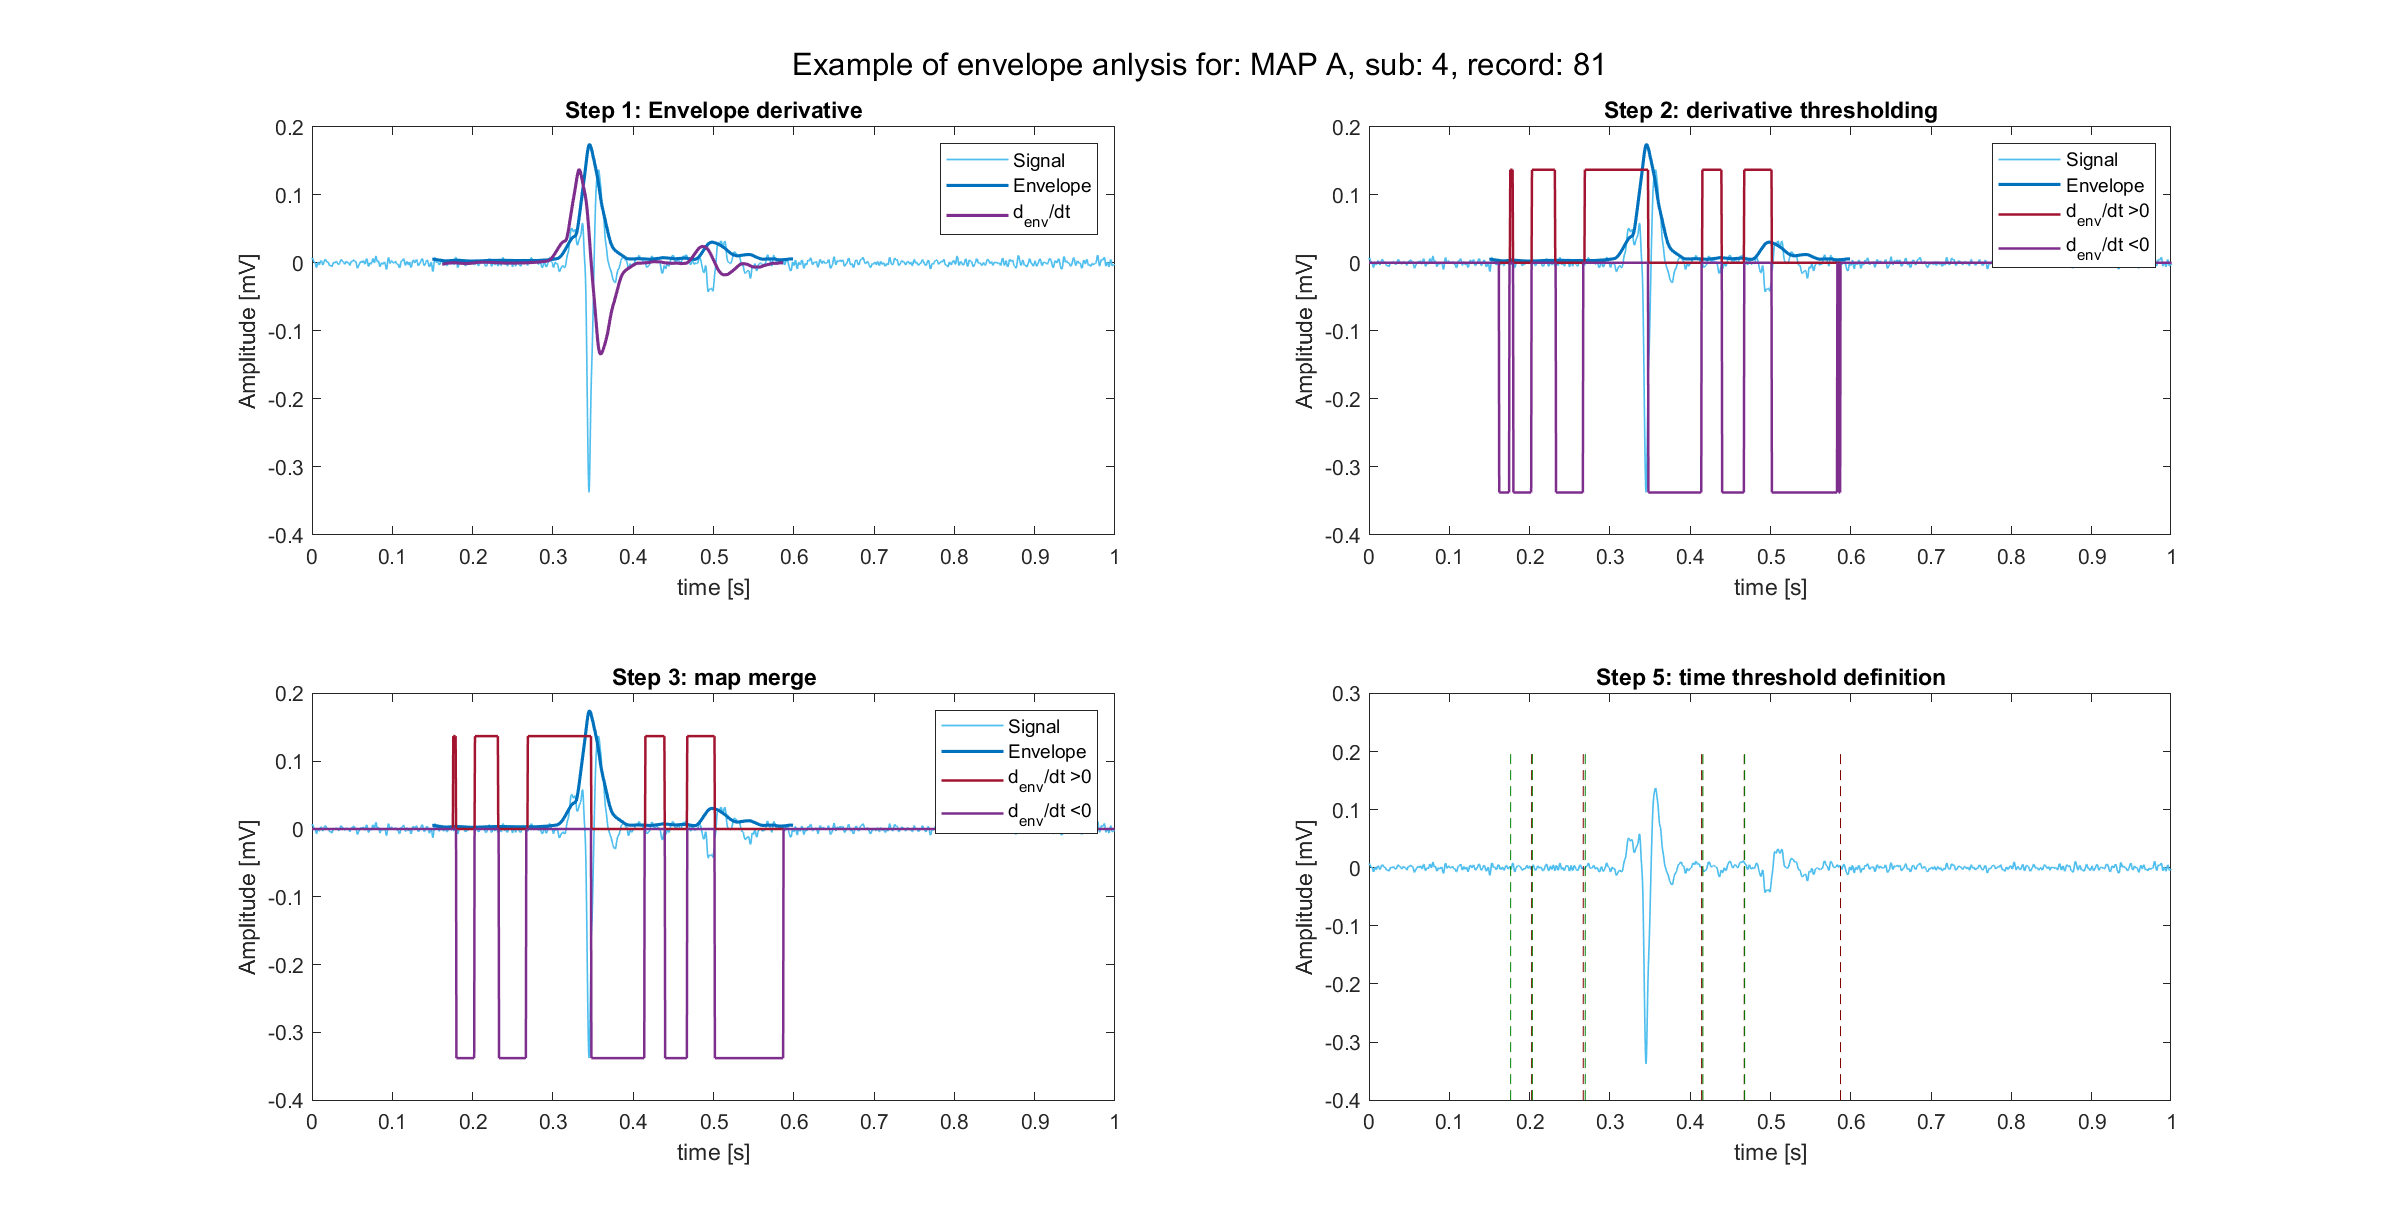 Example of envelope anlysis for: MAP A, sub: 4, record: 81
Step 1: Envelope derivative
0.2
0.1
0
-0.1
-0.2
-0.3
-0.4
Amplitude [mV]
0 0.1 0.2 0.3 0.4 0.5 0.6 0.7 0.8 0.9 1
time [s]
Signal
Envelope
d_env/dt
Step 2: derivative thresholding
0.2
0.1
0
-0.1
-0.2
-0.3
-0.4
Amplitude [mV]
0 0.1 0.2 0.3 0.4 0.5 0.6 0.7 0.8 0.9 1
time [s]
Signal
Envelope
d_env/dt >0
d_env/dt <0
Step 3: map merge
0.2
0.1
0
-0.1
-0.2
-0.3
-0.4
Amplitude [mV]
0 0.1 0.2 0.3 0.4 0.5 0.6 0.7 0.8 0.9 1
time [s]
Signal
Envelope
d_env/dt >0
d_env/dt <0
Step 5: time threshold definition
0.3
0.2
0.1
0
-0.1
-0.2
-0.3
-0.4
Amplitude [mV]
0 0.1 0.2 0.3 0.4 0.5 0.6 0.7 0.8 0.9 1
time [s]